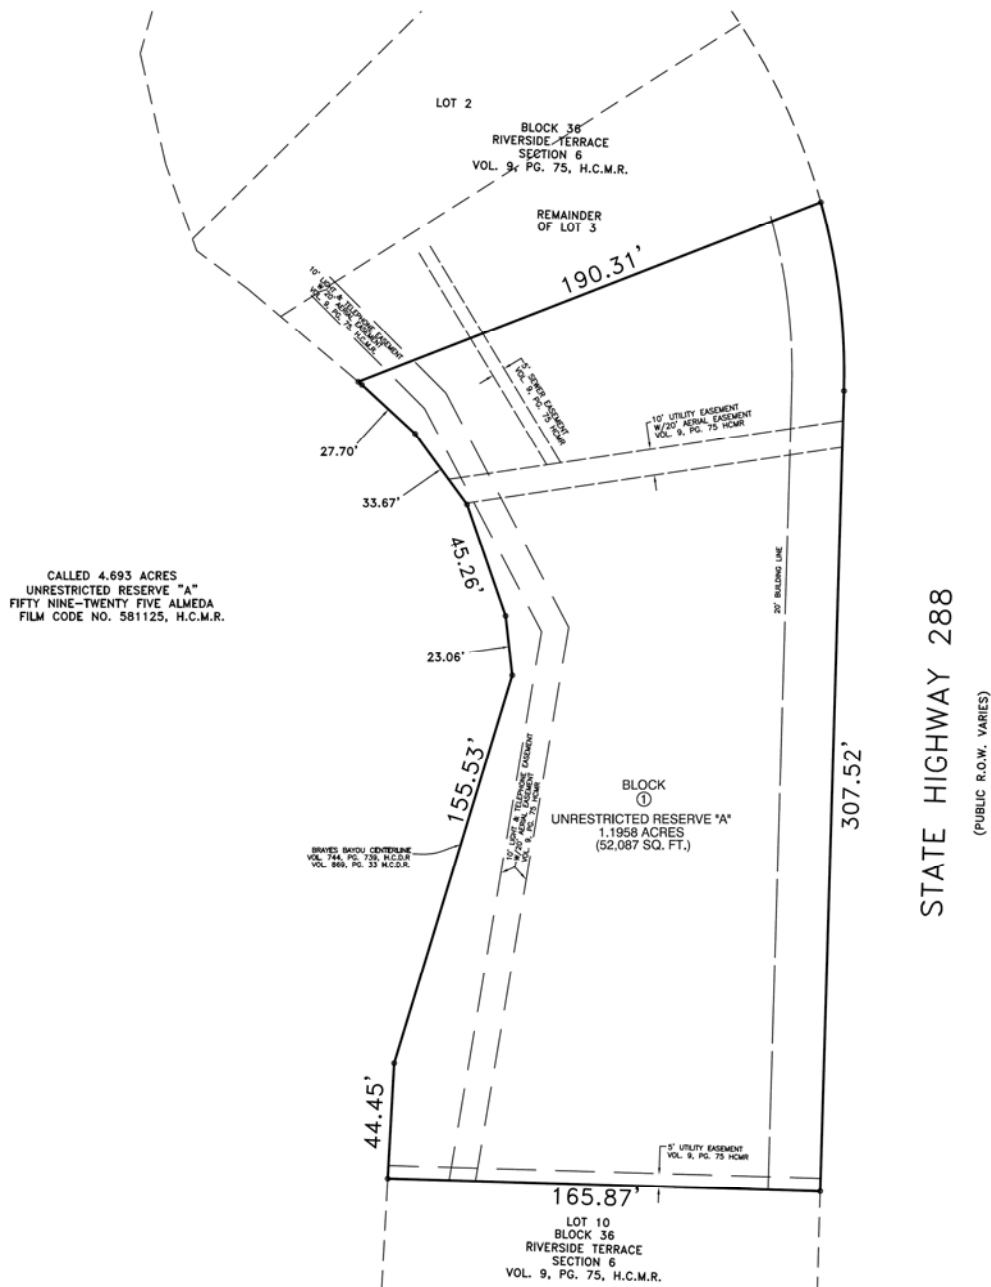 LOT 2
BLOCK 36
RIVERSIDE TERRACE
SECTION 6
VOL. 9, PG. 75, H.C.M.R.
REMAINDER
OF LOT 3
190.31'
10' LIGHT & TELEPHONE EASEMENT
W/20' AERIAL EASEMENT
VOL. 9, PG. 75, H.C.M.R.
5' SEWER EASEMENT
VOL. 9, PG. 75 HCMR
10' UTILITY EASEMENT
W/20' AERIAL EASEMENT
VOL. 9, PG. 75 HCMR
27.70'
33.67'
45.26'
23.06'
CALLED 4.693 ACRES
UNRESTRICTED RESERVE "A"
FIFTY NINE-TWENTY FIVE ALMEDA
FILM CODE NO. 581125, H.C.M.R.
20' BUILDING LINE
STATE HIGHWAY 288
(PUBLIC R.O.W. VARIES)
155.53'
10' LIGHT & TELEPHONE EASEMENT
W/20' AERIAL EASEMENT
VOL. 9, PG. 75 HCMR
BLOCK
1
UNRESTRICTED RESERVE "A"
1.1958 ACRES
(52,087 SQ. FT.)
307.52'
BRAYES BAYOU CENTERLINE
VOL. 744, PG. 739, H.C.D.R
VOL. 869, PG. 33 H.C.D.R.
44.45'
5' UTILITY EASEMENT
VOL. 9, PG. 75 HCMR
165.87'
LOT 10
BLOCK 36
RIVERSIDE TERRACE
SECTION 6
VOL. 9, PG. 75, H.C.M.R.